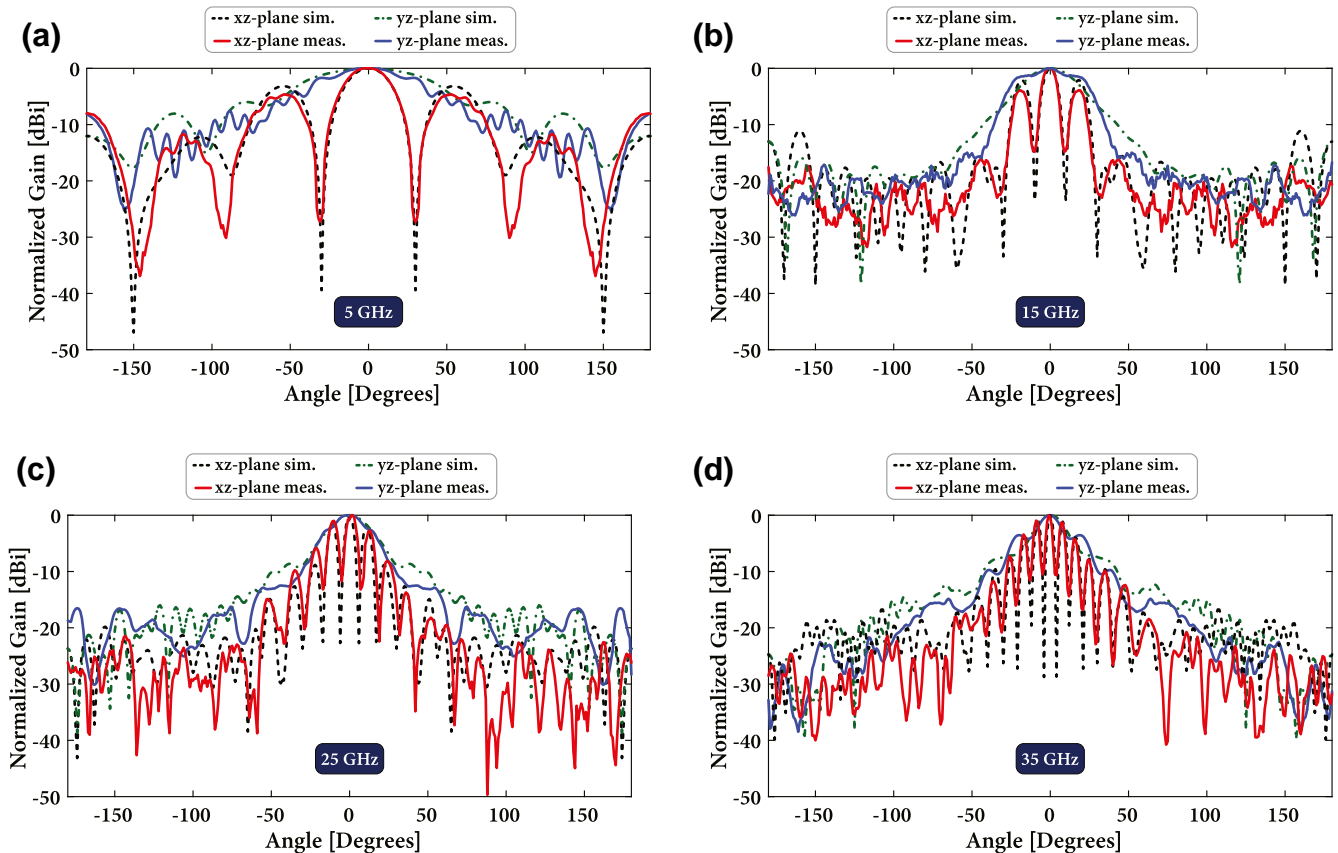 (a)
xz-plane sim. yz-plane sim.
xz-plane meas. yz-plane meas.
Normalized Gain [dBi]
0
-10
-20
-30
-40
-50
5 GHz
-150 -100 -50 0 50 100 150
Angle [Degrees]
(b)
xz-plane sim. yz-plane sim.
xz-plane meas. yz-plane meas.
Normalized Gain [dBi]
0
-10
-20
-30
-40
-50
15 GHz
-150 -100 -50 0 50 100 150
Angle [Degrees]
(c)
xz-plane sim. yz-plane sim.
xz-plane meas. yz-plane meas.
Normalized Gain [dBi]
0
-10
-20
-30
-40
-50
25 GHz
-150 -100 -50 0 50 100 150
Angle [Degrees]
(d)
xz-plane sim. yz-plane sim.
xz-plane meas. yz-plane meas.
Normalized Gain [dBi]
0
-10
-20
-30
-40
-50
35 GHz
-150 -100 -50 0 50 100 150
Angle [Degrees]